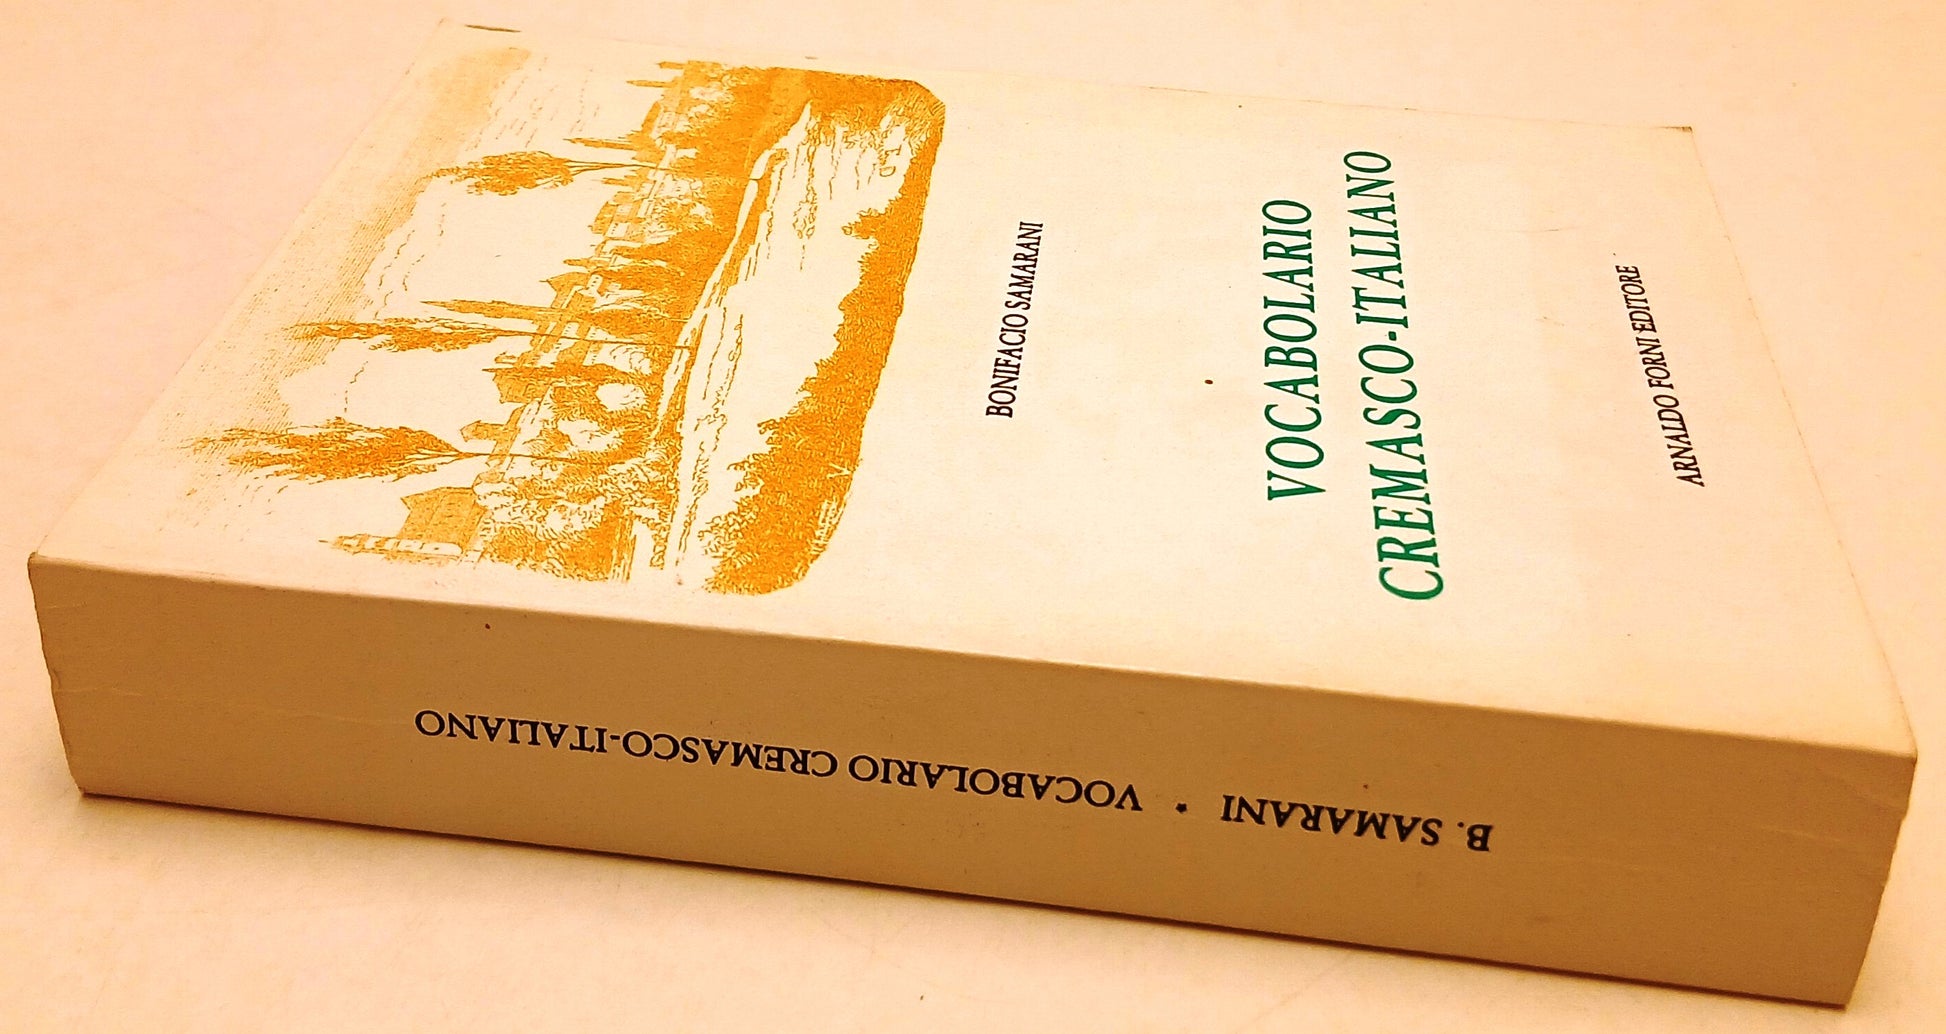 BONIFACIO SAMARANI
VOCABOLARIO
CREMASCO-ITALIANO
ARNALDO FORNI EDITORE
B. SAMARANI * VOCABOLARIO CREMASCO-ITALIANO